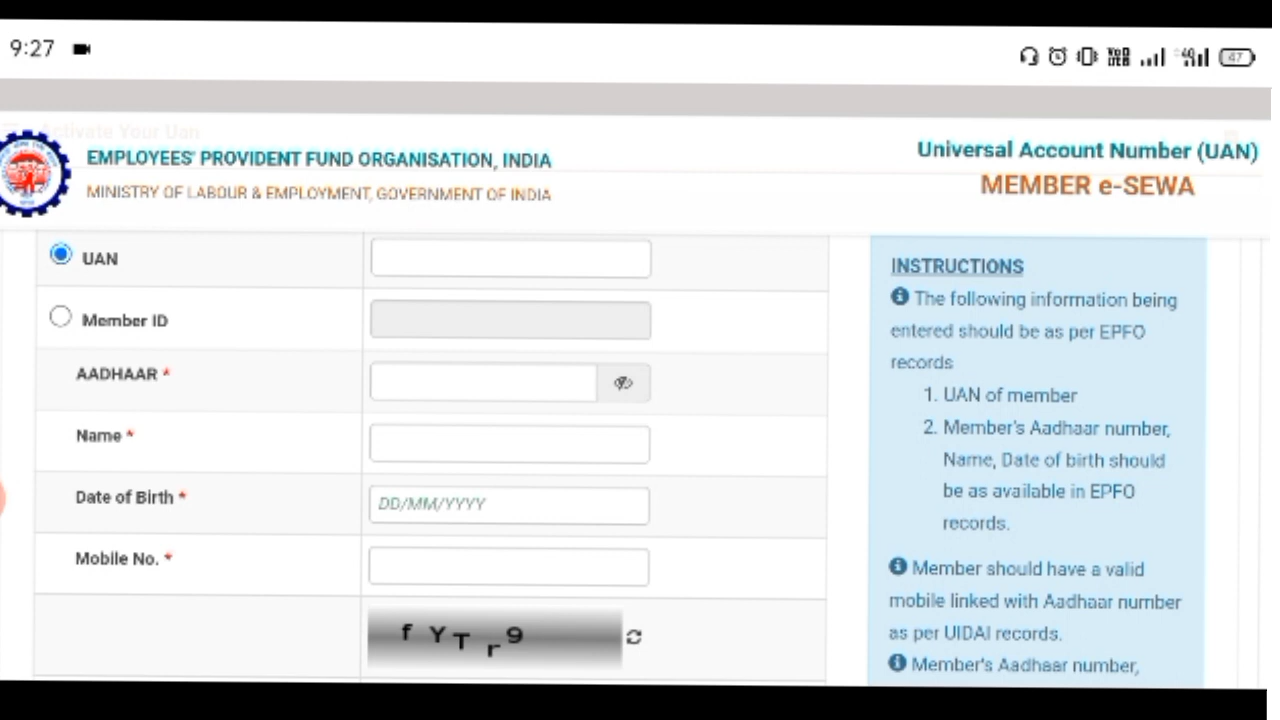 9:27
47
Activate Your Uan
EMPLOYEES' PROVIDENT FUND ORGANISATION, INDIA
MINISTRY OF LABOUR & EMPLOYMENT, GOVERNMENT OF INDIA
Universal Account Number (UAN)
MEMBER e-SEWA
UAN
Member ID
AADHAAR *
Name *
Date of Birth *
DD/MM/YYYY
Mobile No. *
f Y T r 9
INSTRUCTIONS
The following information being
entered should be as per EPFO
records
1. UAN of member
2. Member's Aadhaar number,
Name, Date of birth should
be as available in EPFO
records.
Member should have a valid
mobile linked with Aadhaar number
as per UIDAI records.
Member's Aadhaar number,